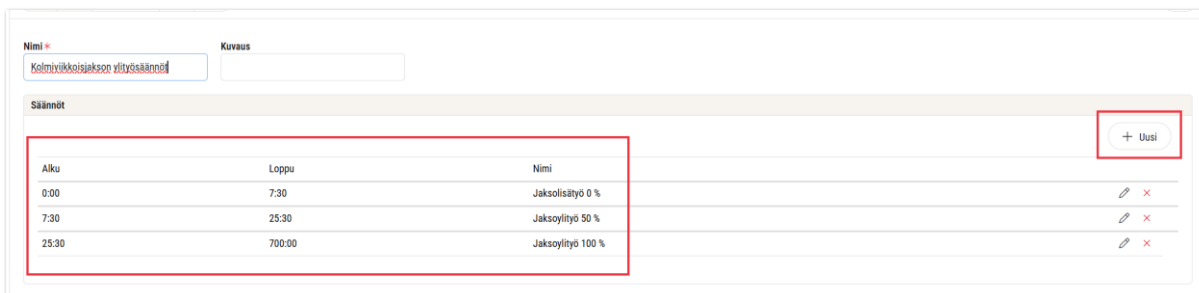 Nimi * Kuvaus
Kolmiviikkoisjakson ylityösäännöt
Säännöt
+ Uusi
Alku Loppu Nimi
0:00 7:30 Jaksolisätyö 0 %
7:30 25:30 Jaksoylityö 50 %
25:30 700:00 Jaksoylityö 100 %